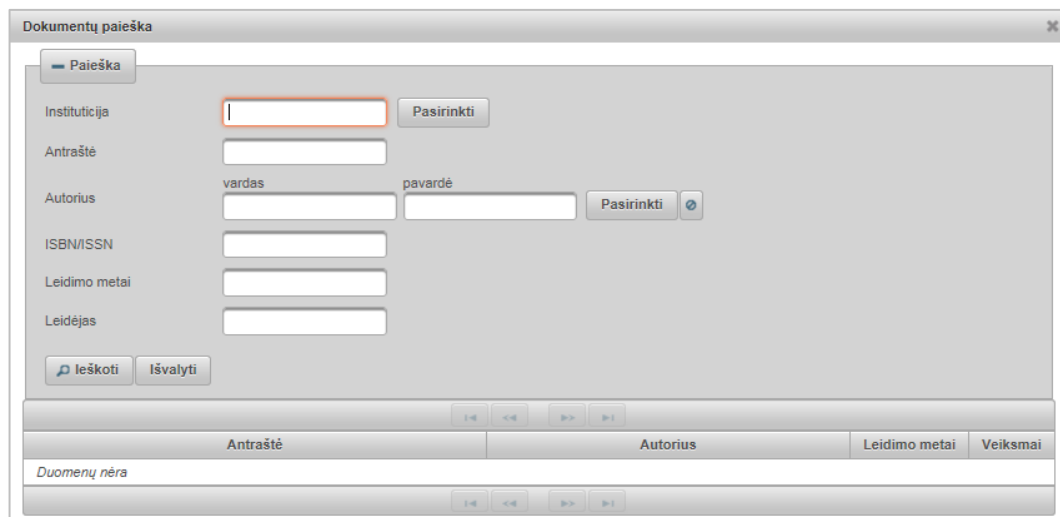 Dokumentų paieška
Paieška
Instituticija Pasirinkti
Antraštė
vardas pavardė
Autorius Pasirinkti
ISBN/ISSN
Leidimo metai
Leidėjas
Ieškoti Išvalyti
Antraštė Autorius Leidimo metai Veiksmai
Duomenų nėra